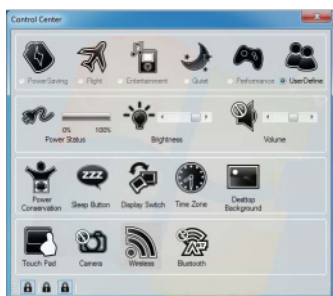 Control Center
PowerSaving Flight Entertainment Quiet Performance UserDefine
0% 100%
Power Status Brightness Volume
ZZZ
Power Conservation Sleep Button Display Switch Time Zone Desktop Background
Touch Pad Camera Wireless Bluetooth